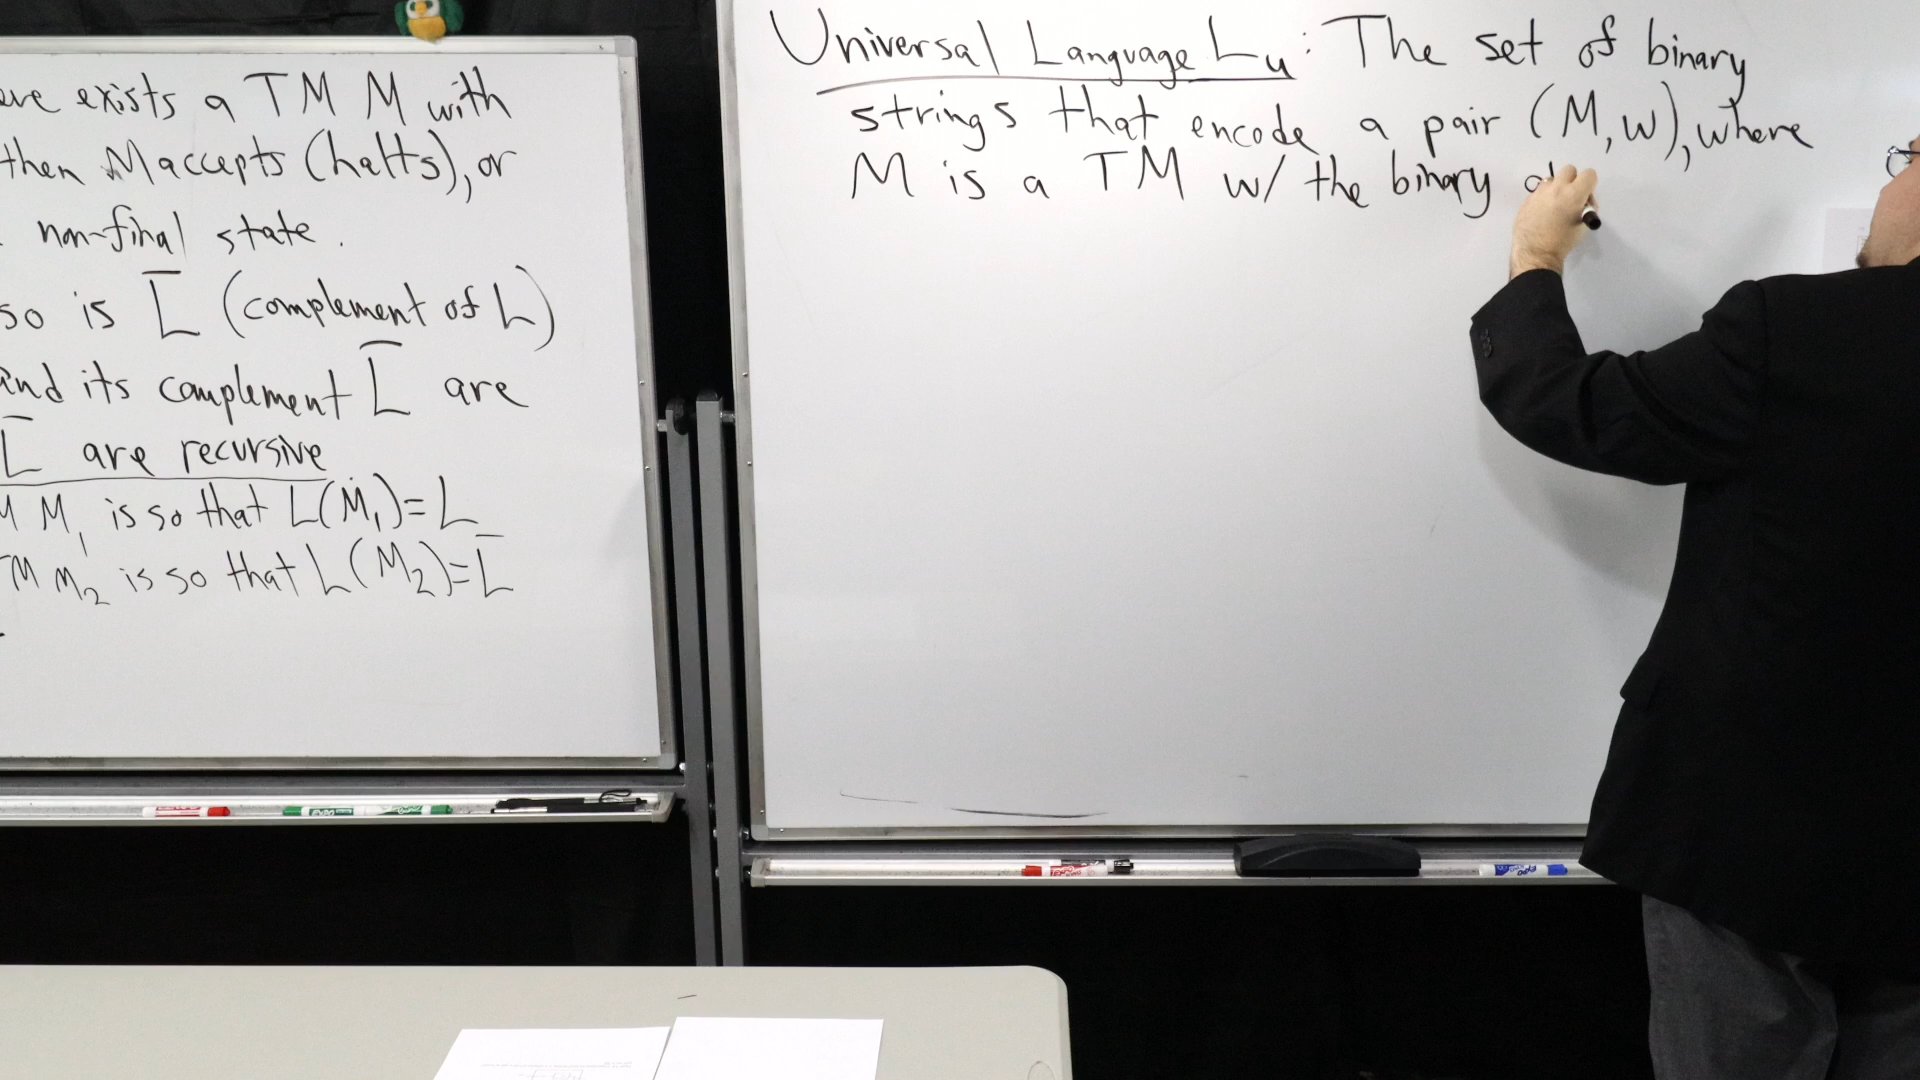 exists a TM M with
then M accepts (halts), or
non-final state.
so is L̅ (complement of L)
and its complement L̅ are
L̅ are recursive
M M₁ is so that L(M₁)=L
TM M₂ is so that L(M₂)=L̅
Universal Language Lu: The set of binary
strings that encode a pair (M,w), where
M is a TM w/ the binary